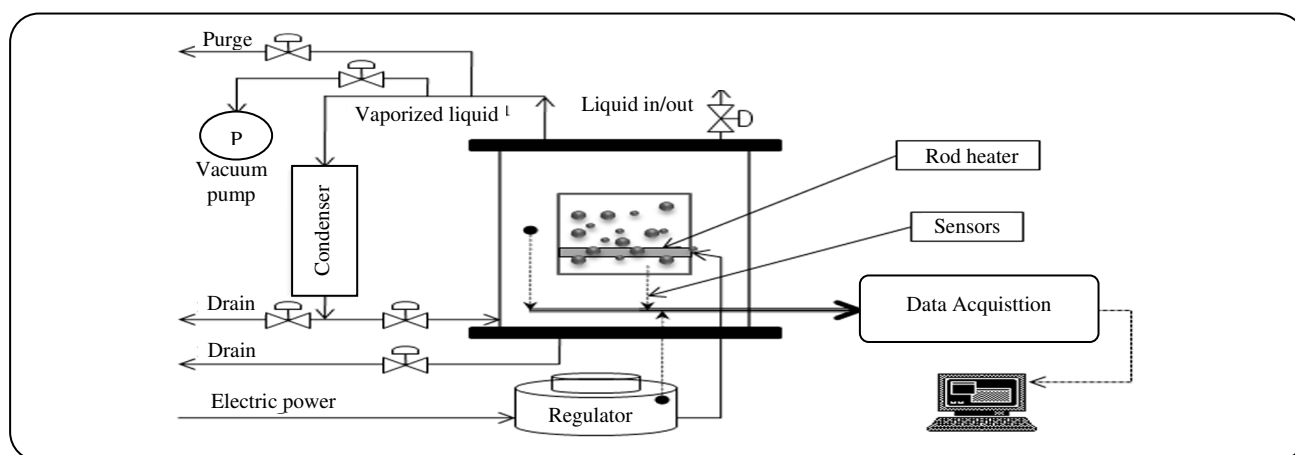 Purge
Liquid in/out
Vaporized liquid
P
Vacuum
pump
Rod heater
Condenser
Sensors
Drain
Data Acquisttion
Drain
Electric power
Regulator